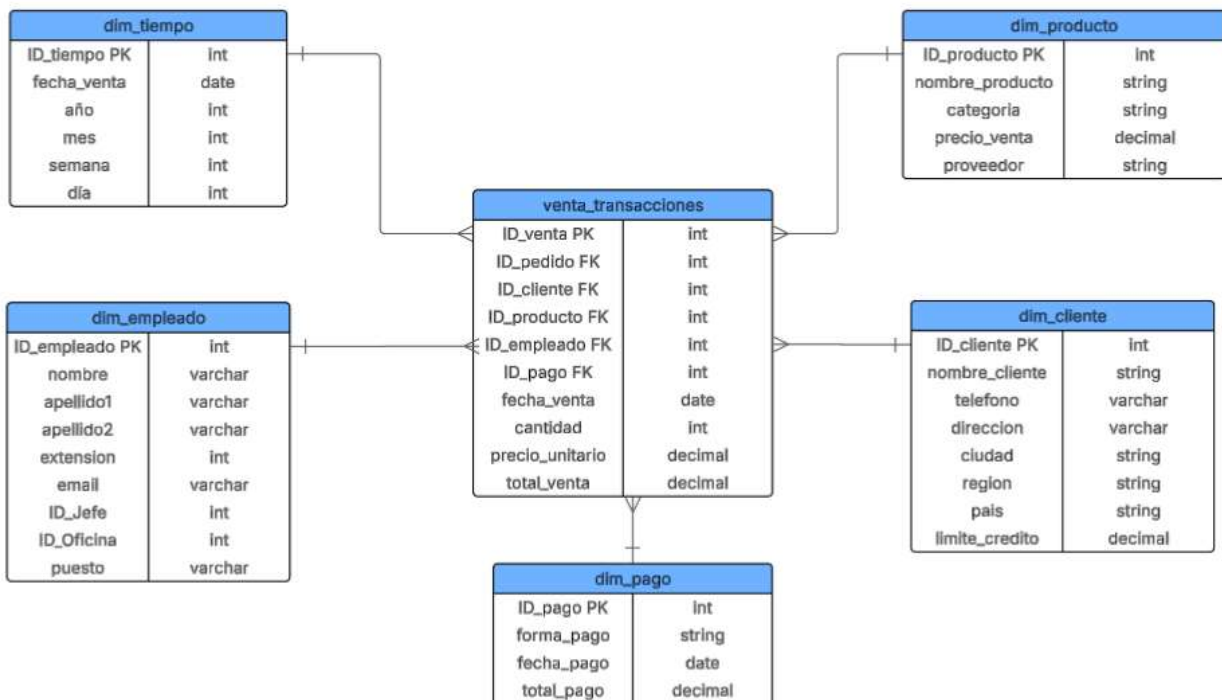 dim_tiempo
ID_tiempo PK int
fecha_venta date
año int
mes int
semana int
día int
dim_producto
ID_producto PK int
nombre_producto string
categoria string
precio_venta decimal
proveedor string
venta_transacciones
ID_venta PK int
ID_pedido FK int
ID_cliente FK int
ID_producto FK int
ID_empleado FK int
ID_pago FK int
fecha_venta date
cantidad int
precio_unitario decimal
total_venta decimal
dim_empleado
ID_empleado PK int
nombre varchar
apellido1 varchar
apellido2 varchar
extension int
email varchar
ID_Jefe int
ID_Oficina int
puesto varchar
dim_cliente
ID_cliente PK int
nombre_cliente string
telefono varchar
direccion varchar
ciudad string
region string
pais string
limite_credito decimal
dim_pago
ID_pago PK int
forma_pago string
fecha_pago date
total_pago decimal